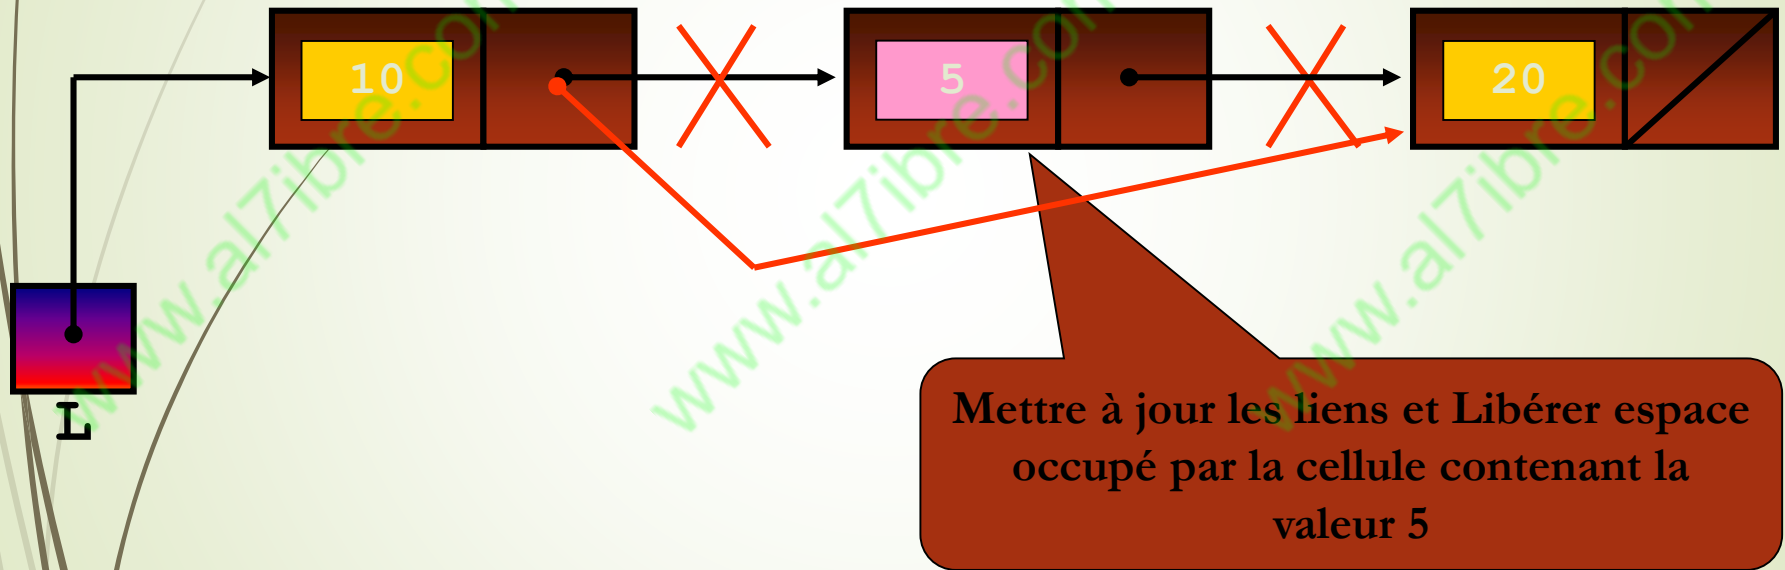 10 5 20
L
Mettre à jour les liens et Libérer espace
occupé par la cellule contenant la
valeur 5
www.al7ibre.com
www.al7ibre.com
www.al7ibre.com